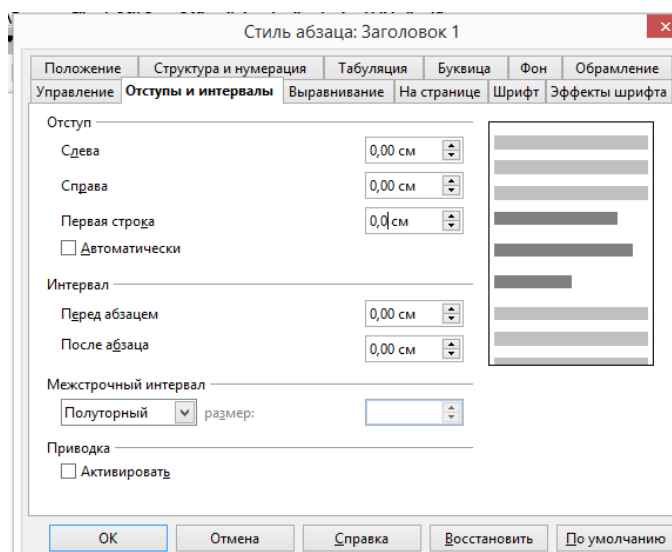 Стиль абзаца: Заголовок 1
×
Положение Структура и нумерация Табуляция Буквица Фон Обрамление
Управление Отступы и интервалы Выравнивание На странице Шрифт Эффекты шрифта
Отступ
Слева 0,00 см
Справа 0,00 см
Первая строка 0,0 см
Автоматически
Интервал
Перед абзацем 0,00 см
После абзаца 0,00 см
Межстрочный интервал
Полуторный размер:
Приводка
Активировать
ОК Отмена Справка Восстановить По умолчанию